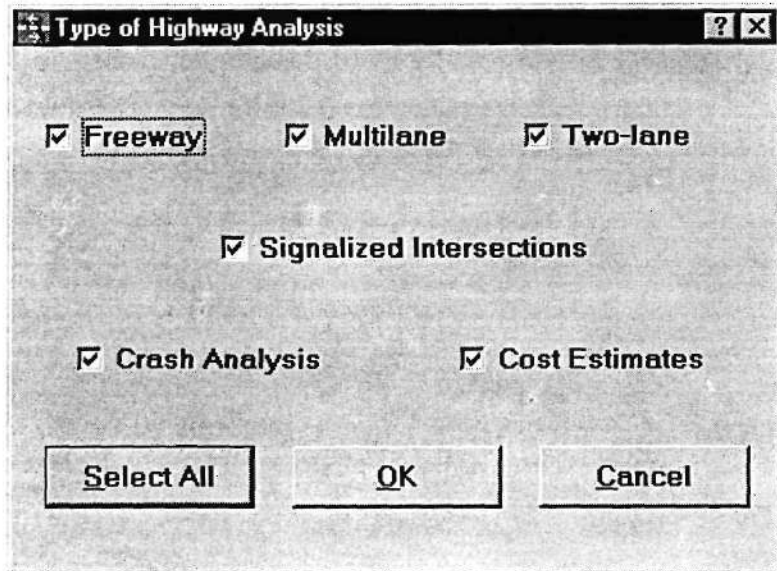 Type of Highway Analysis ? X
Freeway Multilane Two-lane
Signalized Intersections
Crash Analysis Cost Estimates
Select All OK Cancel